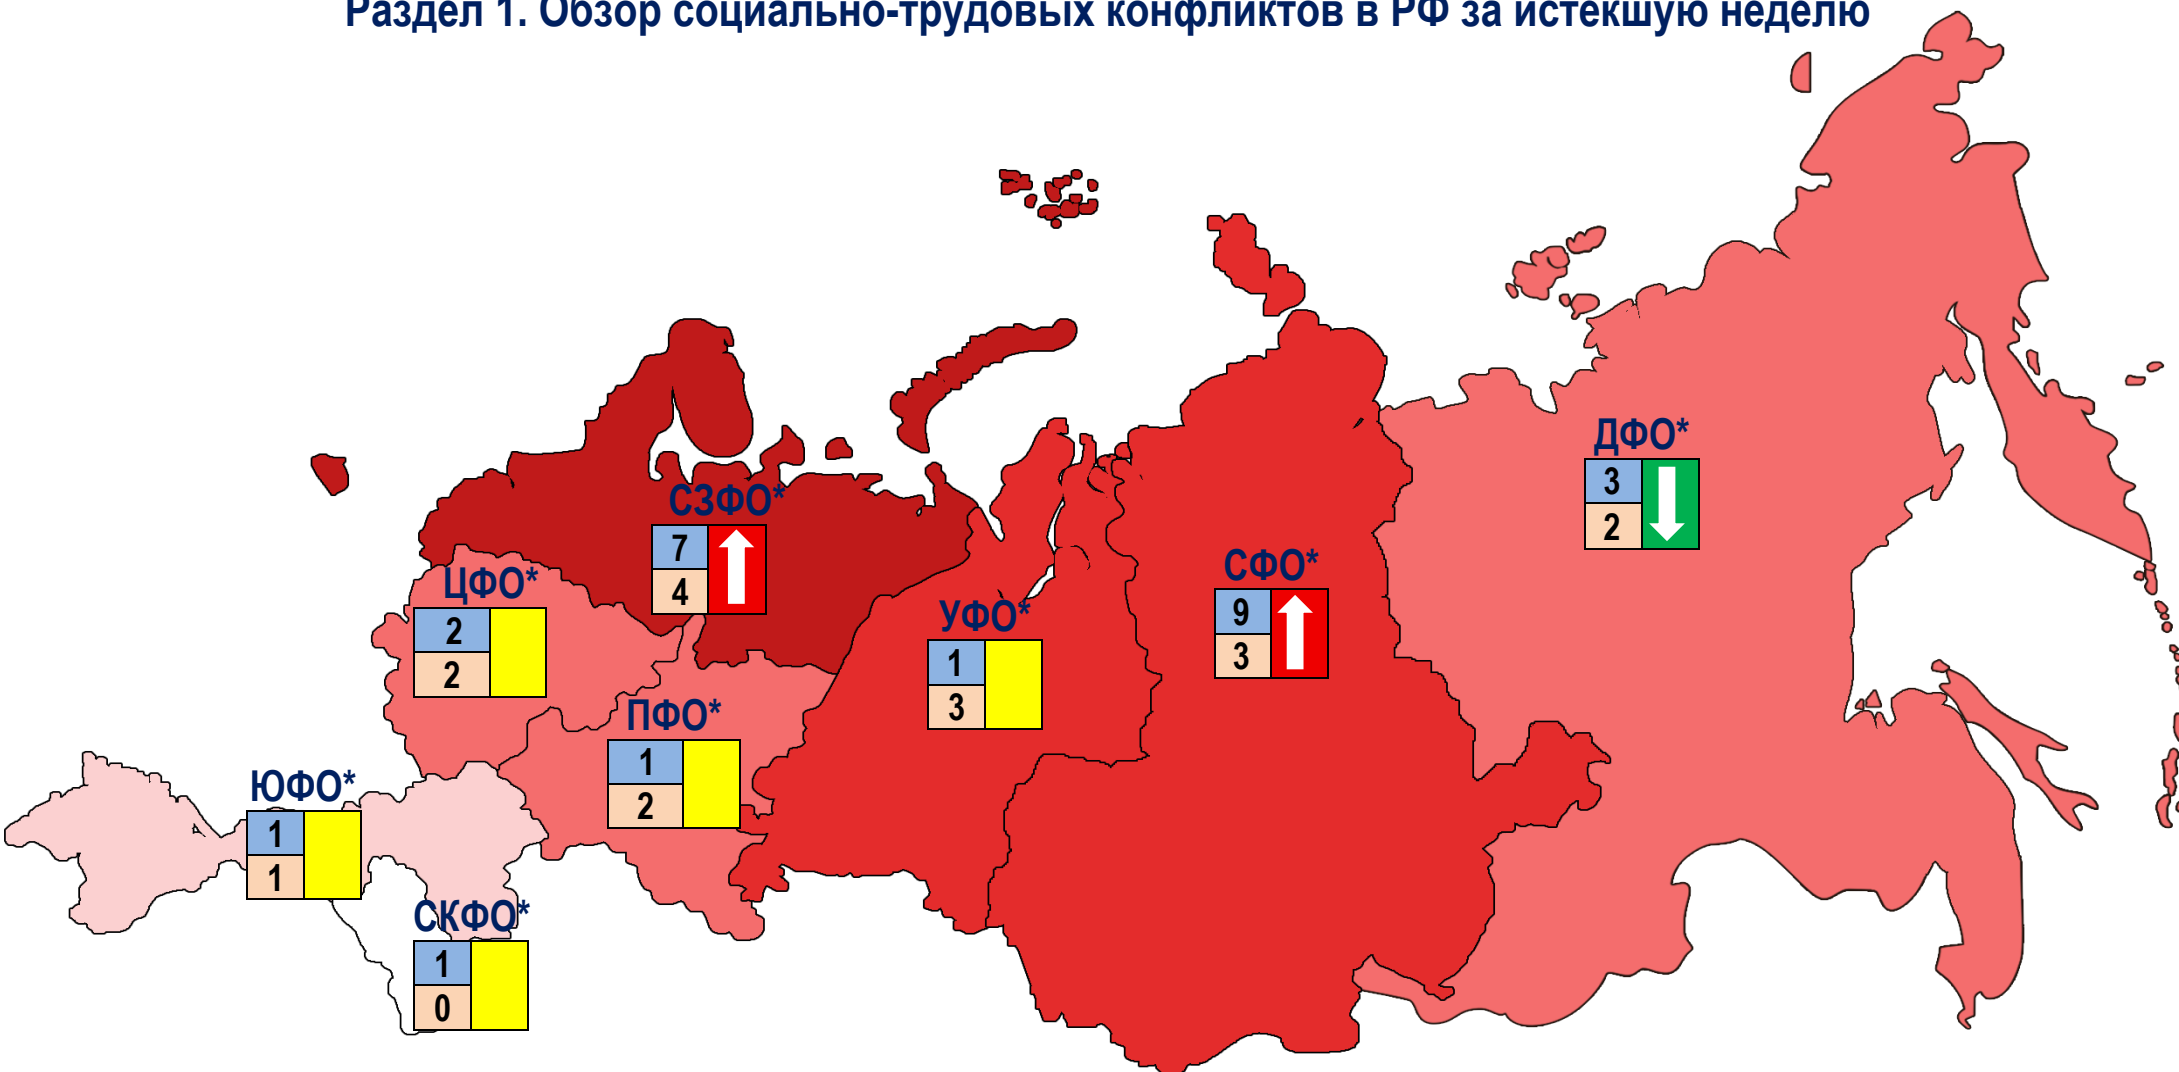 Раздел 1. Обзор социально-трудовых конфликтов в РФ за истекшую неделю
ДФО*
3
2
СЗФО*
7
4
СФО*
9
3
ЦФО*
2
2
УФО*
1
3
ПФО*
1
2
ЮФО*
1
1
СКФО*
1
0